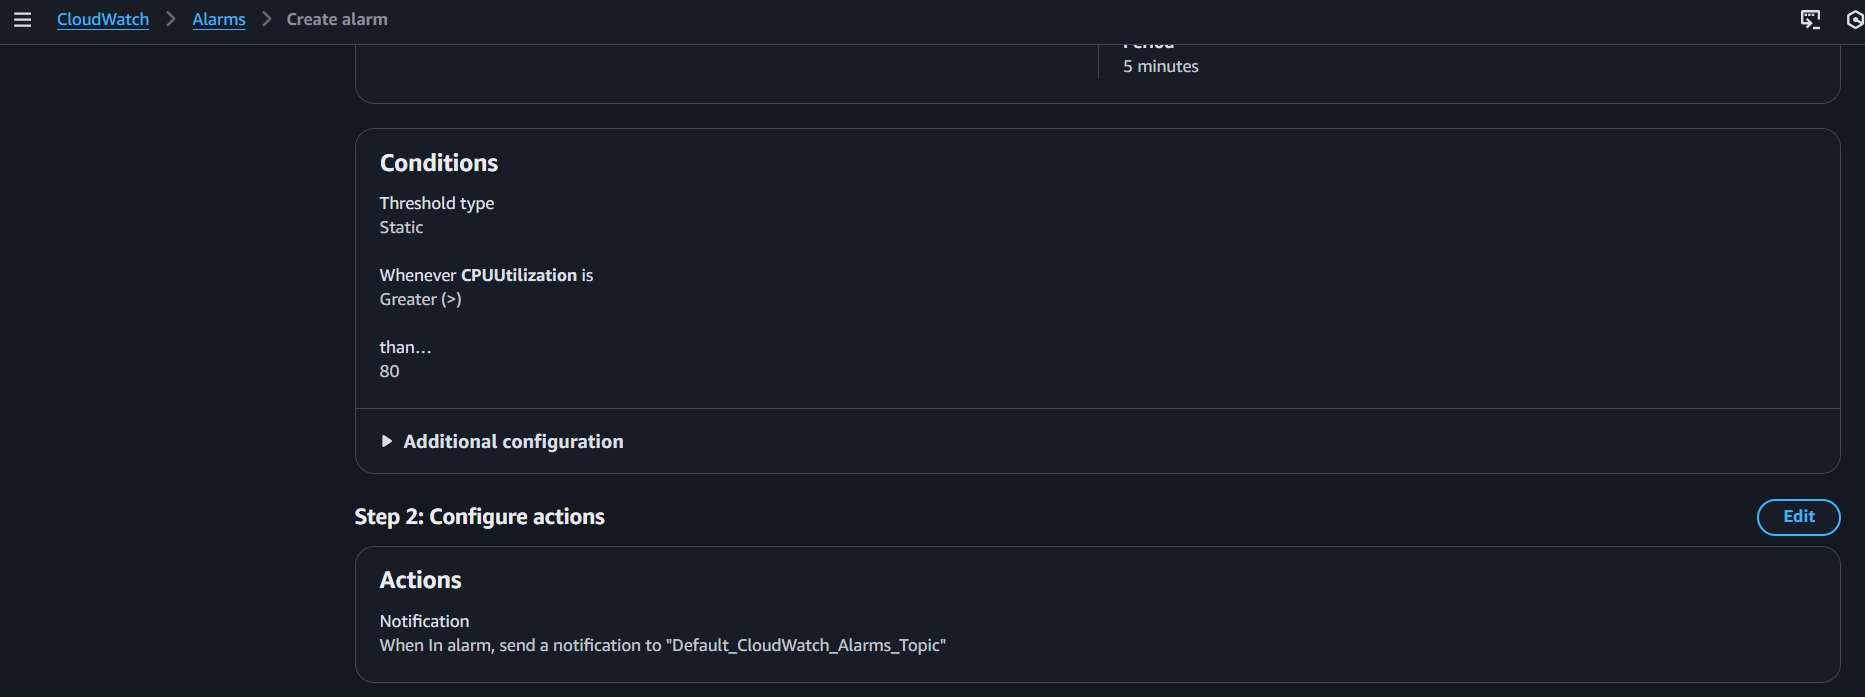 CloudWatch > Alarms > Create alarm
Period
5 minutes
Conditions
Threshold type
Static
Whenever CPUUtilization is
Greater (>)
than...
80
Additional configuration
Step 2: Configure actions
Edit
Actions
Notification
When In alarm, send a notification to "Default_CloudWatch_Alarms_Topic"